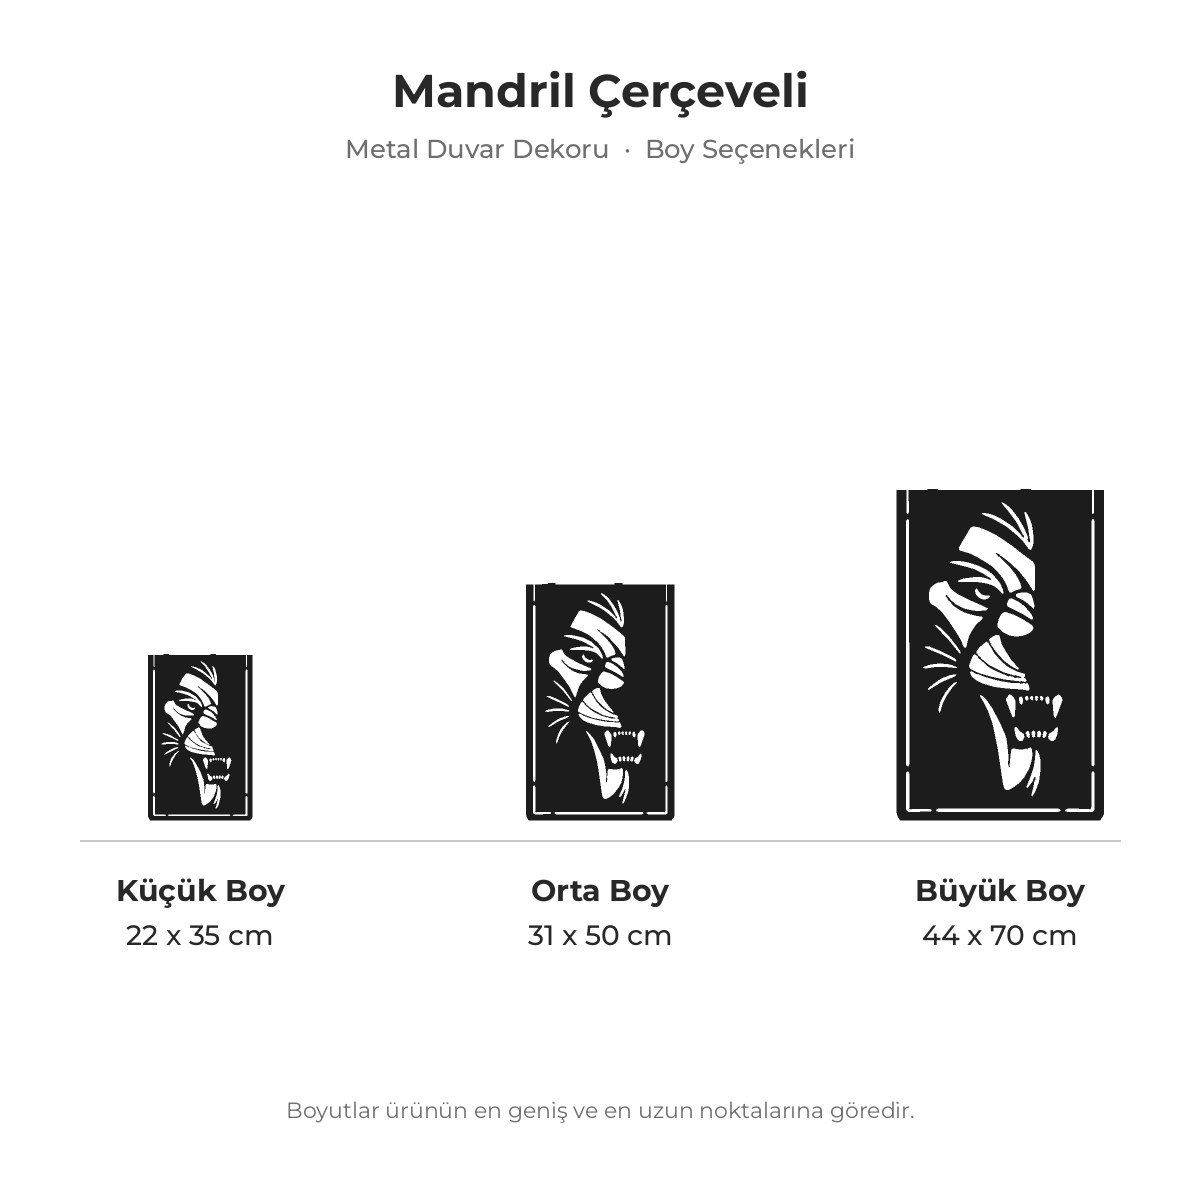 Mandril Çerçeveli
Metal Duvar Dekoru · Boy Seçenekleri
Küçük Boy
22 x 35 cm
Orta Boy
31 x 50 cm
Büyük Boy
44 x 70 cm
Boyutlar ürünün en geniş ve en uzun noktalarına göredir.